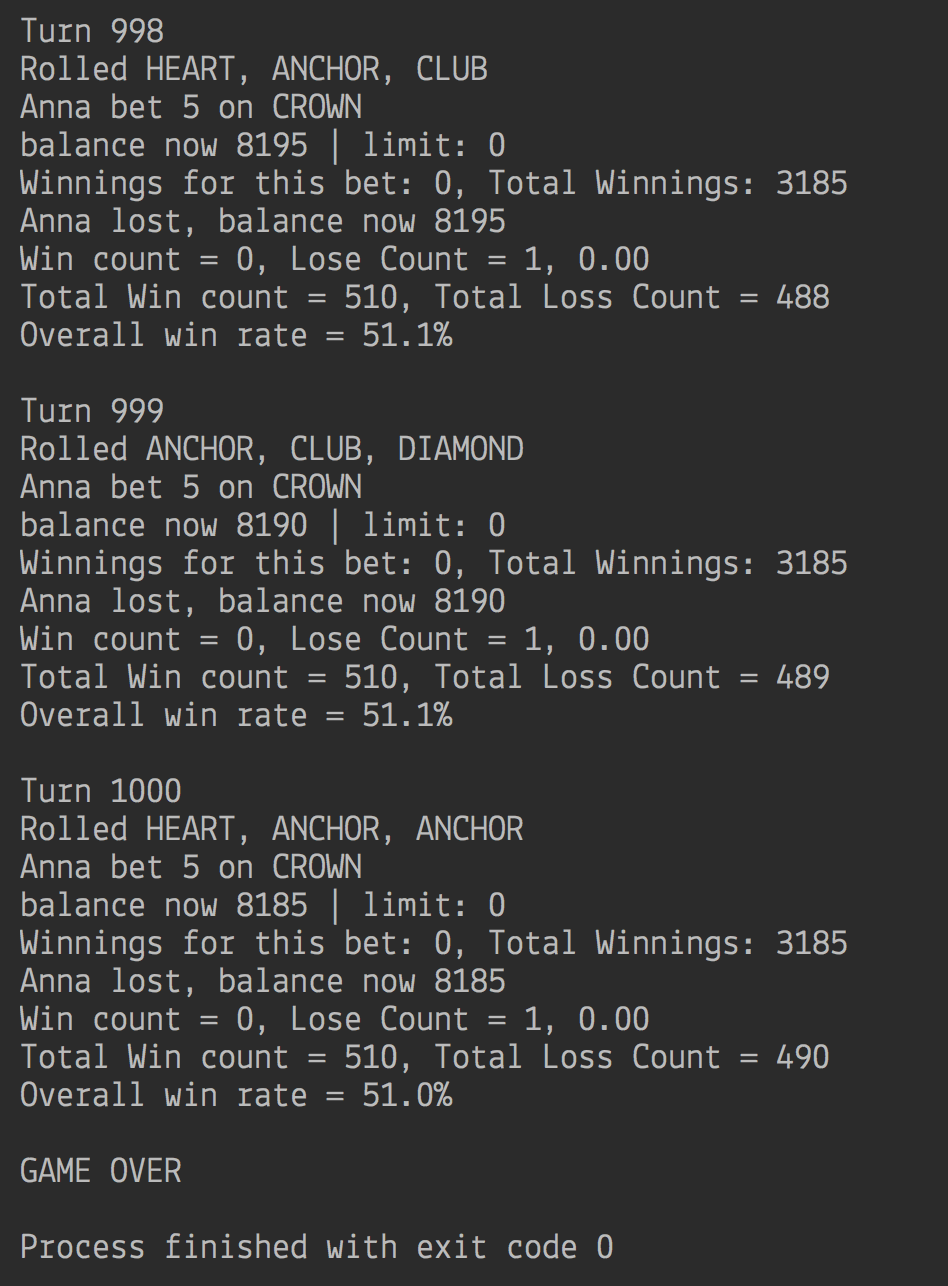 Turn 998
Rolled HEART, ANCHOR, CLUB
Anna bet 5 on CROWN
balance now 8195 | limit: 0
Winnings for this bet: 0, Total Winnings: 3185
Anna lost, balance now 8195
Win count = 0, Lose Count = 1, 0.00
Total Win count = 510, Total Loss Count = 488
Overall win rate = 51.1%
Turn 999
Rolled ANCHOR, CLUB, DIAMOND
Anna bet 5 on CROWN
balance now 8190 | limit: 0
Winnings for this bet: 0, Total Winnings: 3185
Anna lost, balance now 8190
Win count = 0, Lose Count = 1, 0.00
Total Win count = 510, Total Loss Count = 489
Overall win rate = 51.1%
Turn 1000
Rolled HEART, ANCHOR, ANCHOR
Anna bet 5 on CROWN
balance now 8185 | limit: 0
Winnings for this bet: 0, Total Winnings: 3185
Anna lost, balance now 8185
Win count = 0, Lose Count = 1, 0.00
Total Win count = 510, Total Loss Count = 490
Overall win rate = 51.0%
GAME OVER
Process finished with exit code 0